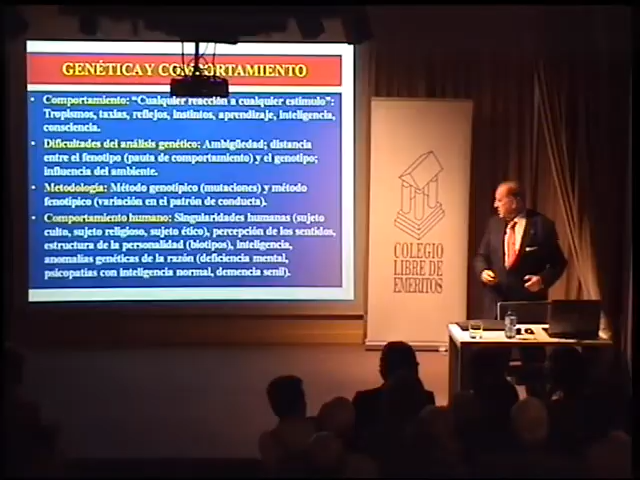 GENÉTICA Y COMPORTAMIENTO
• Comportamiento: “Cualquier reacción a cualquier estímulo”:
Tropismos, taxias, reflejos, instintos, aprendizaje, inteligencia,
consciencia.
• Dificultades del análisis genético: Ambigüedad; distancia
entre el fenotipo (pauta de comportamiento) y el genotipo;
influencia del ambiente.
• Metodología: Método genotípico (mutaciones) y método
fenotípico (variación en el patrón de conducta).
• Comportamiento humano: Singularidades humanas (sujeto
culto, sujeto religioso, sujeto ético), percepción de los sentidos,
estructura de la personalidad (biotipos), inteligencia,
anomalías genéticas de la razón (deficiencia mental,
psicopatías con inteligencia normal, demencia senil).
COLEGIO
LIBRE DE
EMÉRITOS